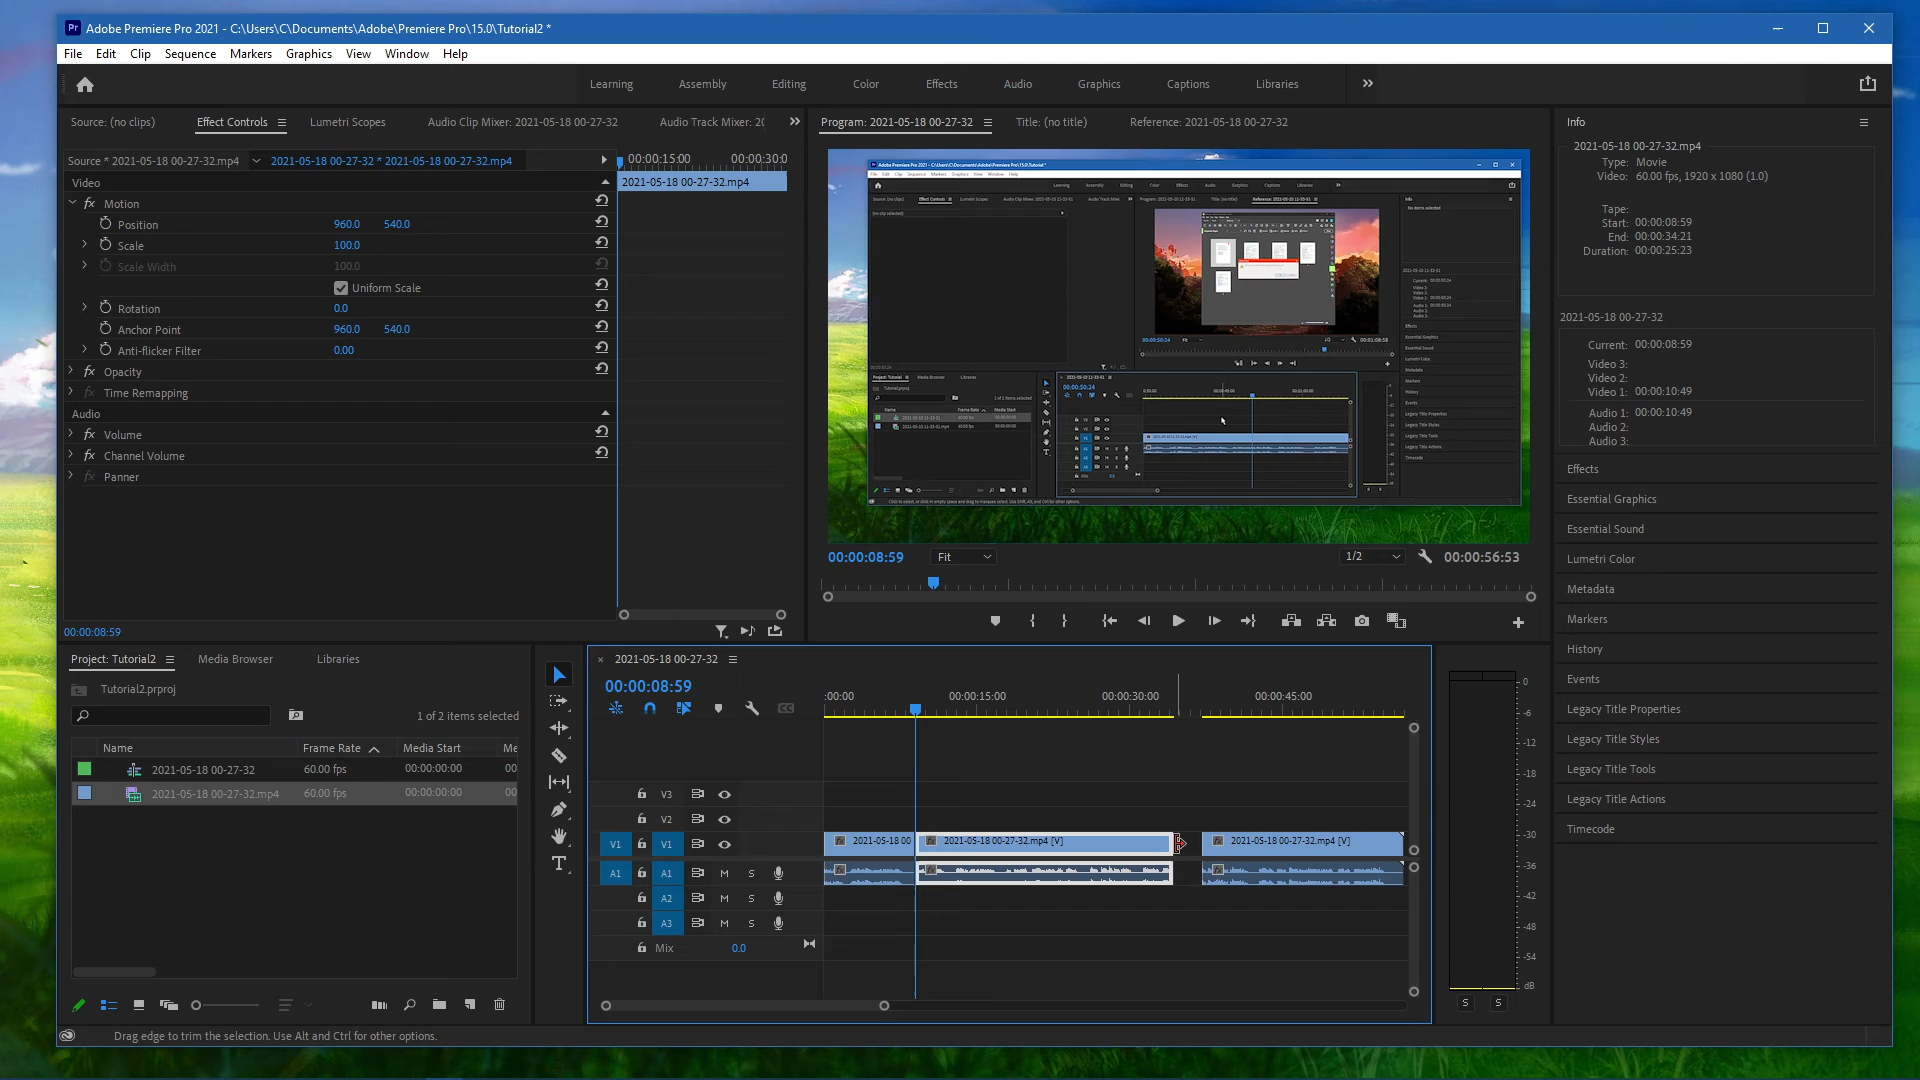 Pr Adobe Premiere Pro 2021 - C:\Users\C\Documents\Adobe\Premiere Pro\15.0\Tutorial2 *
File Edit Clip Sequence Markers Graphics View Window Help
Learning Assembly Editing Color Effects Audio Graphics Captions Libraries
Source: (no clips) Effect Controls Lumetri Scopes Audio Clip Mixer: 2021-05-18 00-27-32 Audio Track Mixer: 20
Source * 2021-05-18 00-27-32.mp4 2021-05-18 00-27-32 * 2021-05-18 00-27-32.mp4
00:00:15:00 00:00:30:0
Video
2021-05-18 00-27-32.mp4
fx Motion
Position 960.0 540.0
Scale 100.0
Scale Width 100.0
Uniform Scale
Rotation 0.0
Anchor Point 960.0 540.0
Anti-flicker Filter 0.00
fx Opacity
fx Time Remapping
Audio
fx Volume
fx Channel Volume
fx Panner
00:00:08:59
Program: 2021-05-18 00-27-32 Title: (no title) Reference: 2021-05-18 00-27-32
00:00:08:59 Fit 1/2 00:00:56:53
Info
2021-05-18 00-27-32.mp4
Type: Movie
Video: 60.00 fps, 1920 x 1080 (1.0)
Tape:
Start: 00:00:08:59
End: 00:00:34:21
Duration: 00:00:25:23
2021-05-18 00-27-32
Current: 00:00:08:59
Video 3:
Video 2:
Video 1: 00:00:10:49
Audio 1: 00:00:10:49
Audio 2:
Audio 3:
Effects
Essential Graphics
Essential Sound
Lumetri Color
Metadata
Markers
History
Events
Legacy Title Properties
Legacy Title Styles
Legacy Title Tools
Legacy Title Actions
Timecode
Project: Tutorial2 Media Browser Libraries
Tutorial2.prproj
1 of 2 items selected
Name Frame Rate Media Start Me
2021-05-18 00-27-32 60.00 fps 00:00:00:00 00
2021-05-18 00-27-32.mp4 60.00 fps 00:00:00:00 00
2021-05-18 00-27-32
00:00:08:59
:00:00 00:00:15:00 00:00:30:00 00:00:45:00
V3
V2
V1 V1 2021-05-18 00 2021-05-18 00-27-32.mp4 [V] 2021-05-18 00-27-32.mp4 [V]
A1 A1 M S
A2 M S
A3 M S
Mix 0.0
0
-6
-12
-18
-24
-30
-36
-42
-48
-54
dB
S S
Drag edge to trim the selection. Use Alt and Ctrl for other options.